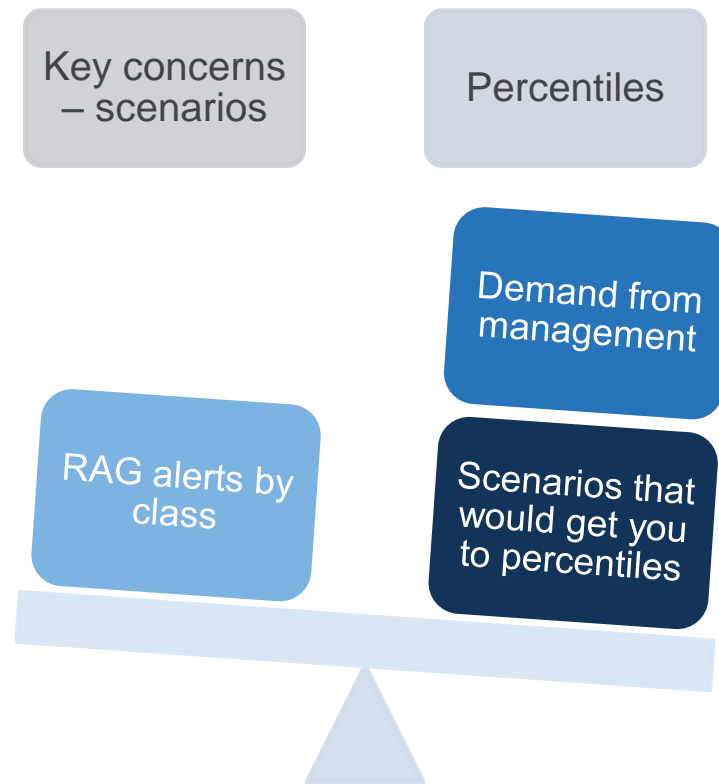 Key concerns
– scenarios
Percentiles
Demand from
management
RAG alerts by
class
Scenarios that
would get you
to percentiles